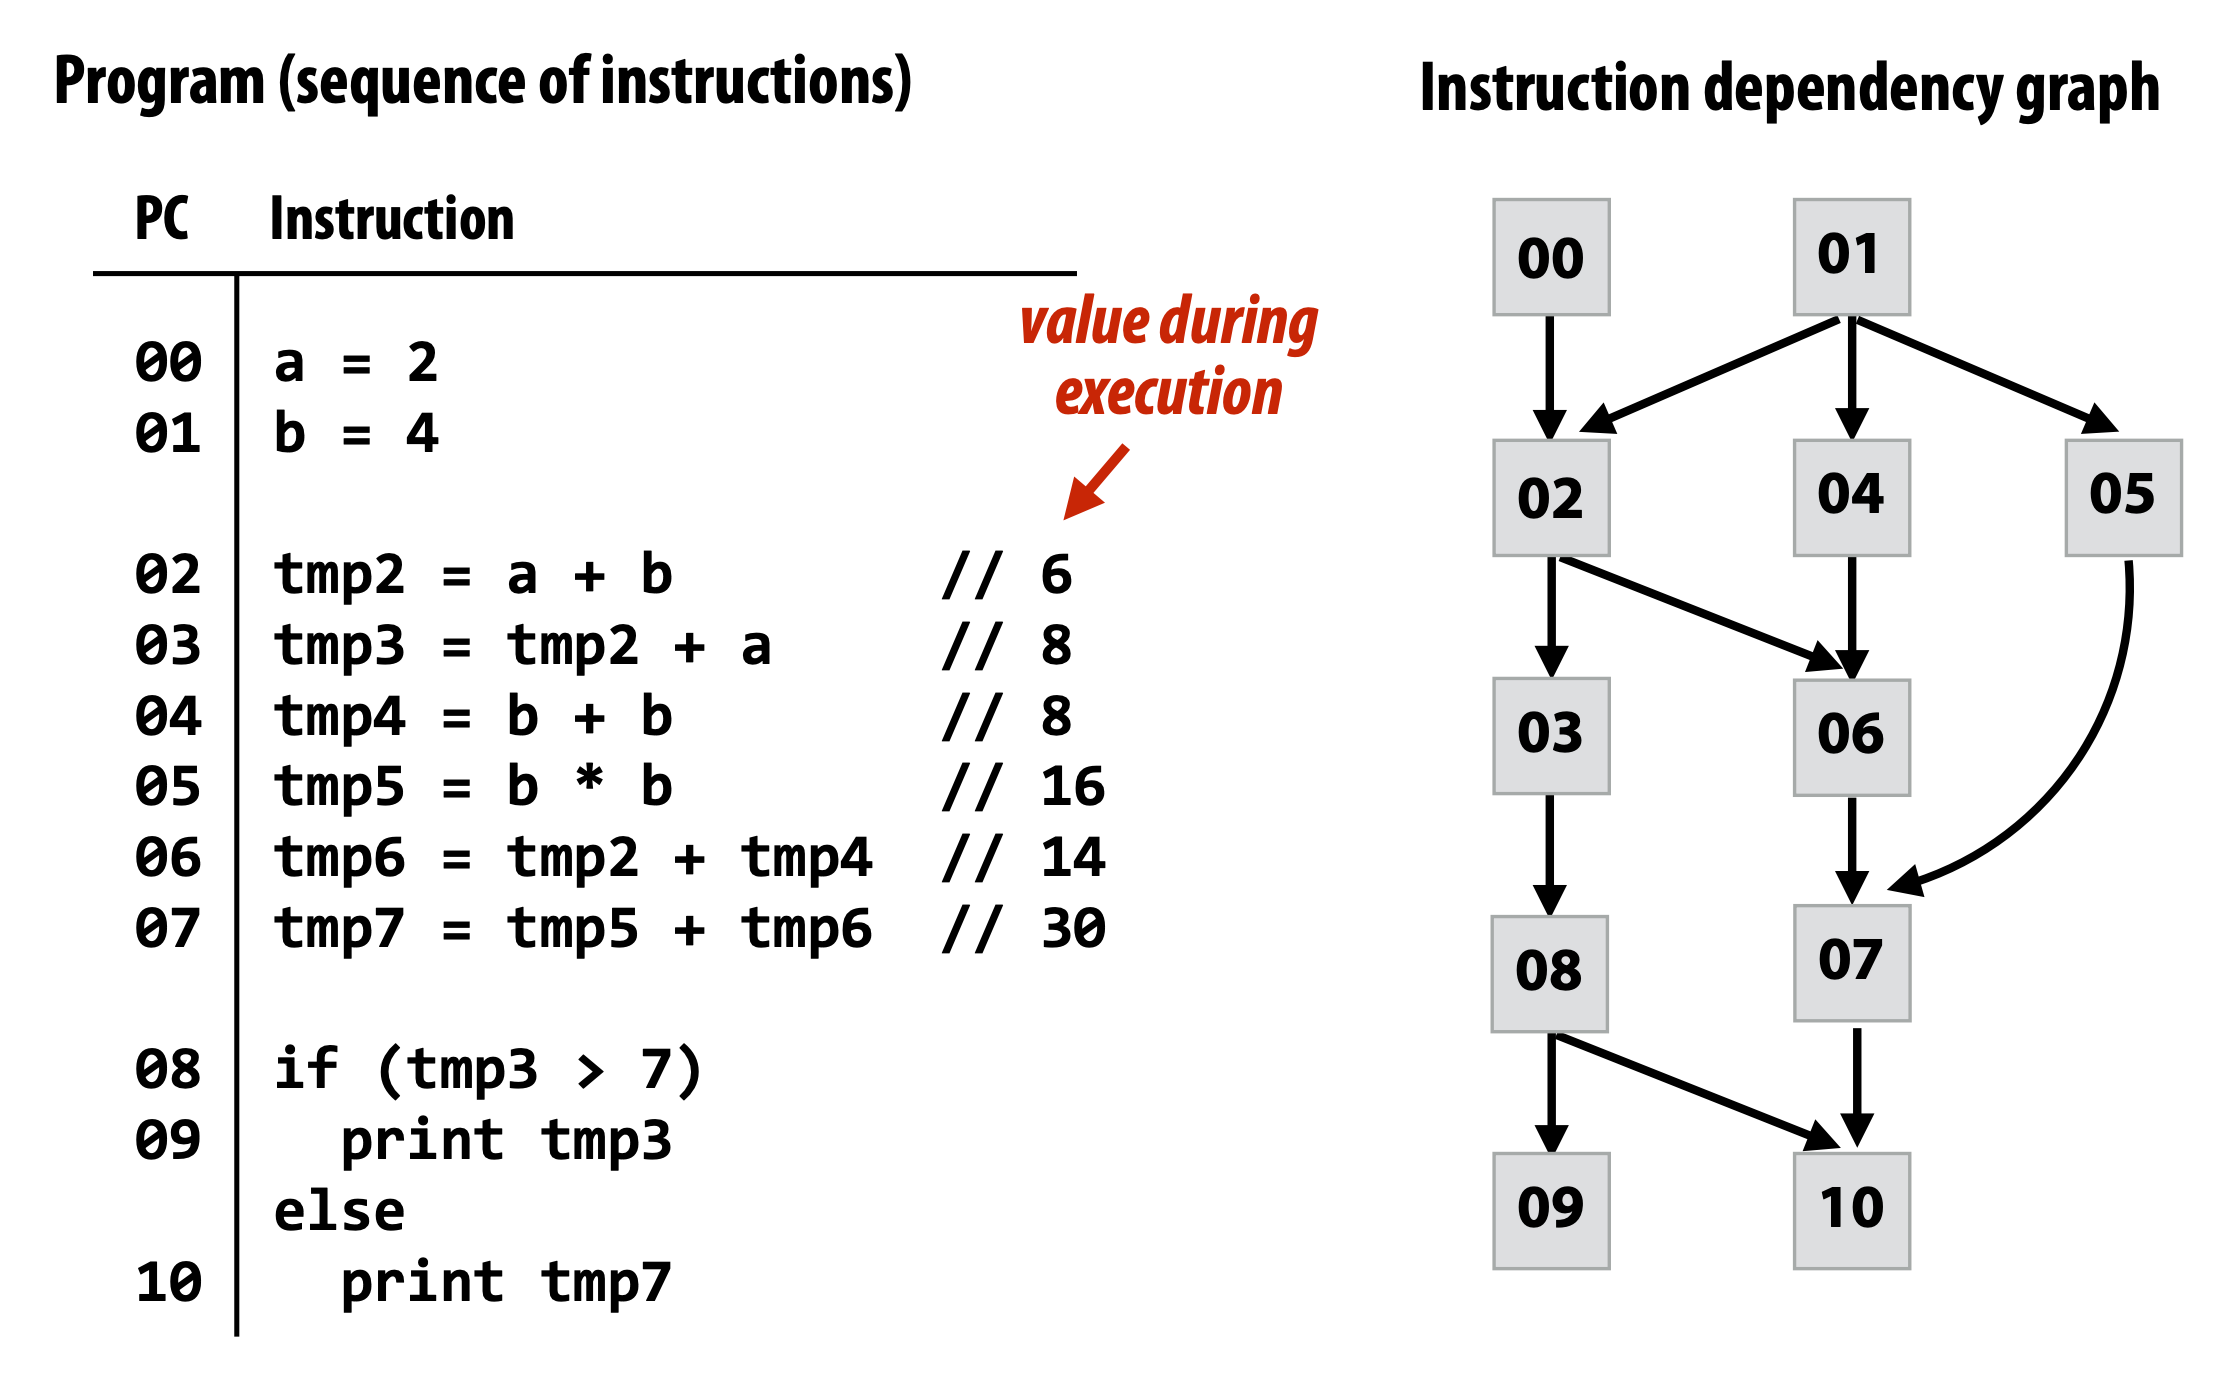 Program (sequence of instructions)
PC Instruction
00 a = 2
01 b = 4
value during
execution
02 tmp2 = a + b // 6
03 tmp3 = tmp2 + a // 8
04 tmp4 = b + b // 8
05 tmp5 = b * b // 16
06 tmp6 = tmp2 + tmp4 // 14
07 tmp7 = tmp5 + tmp6 // 30
08 if (tmp3 > 7)
09 print tmp3
else
10 print tmp7
Instruction dependency graph
00 01
02 04 05
03 06
08 07
09 10